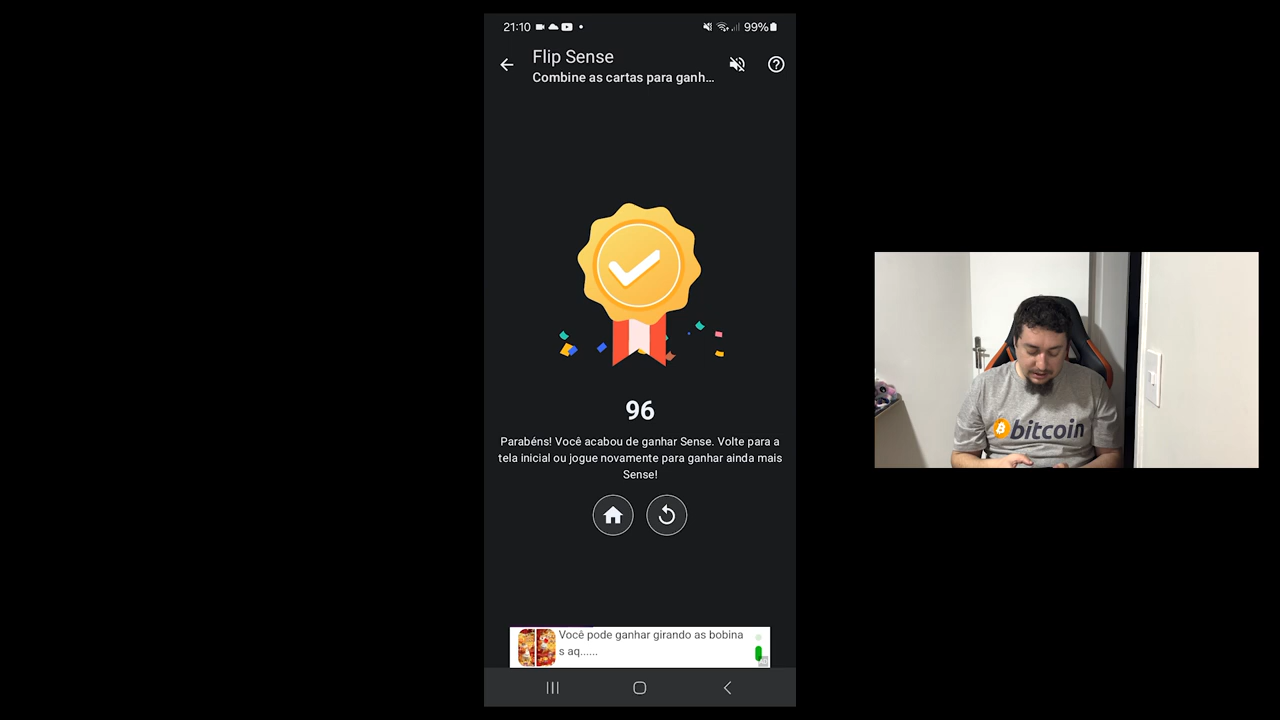 21:10
99%
Flip Sense
Combine as cartas para ganh...
96
Parabéns! Você acabou de ganhar Sense. Volte para a
tela inicial ou jogue novamente para ganhar ainda mais
Sense!
Você pode ganhar girando as bobina
s aq......
bitcoin